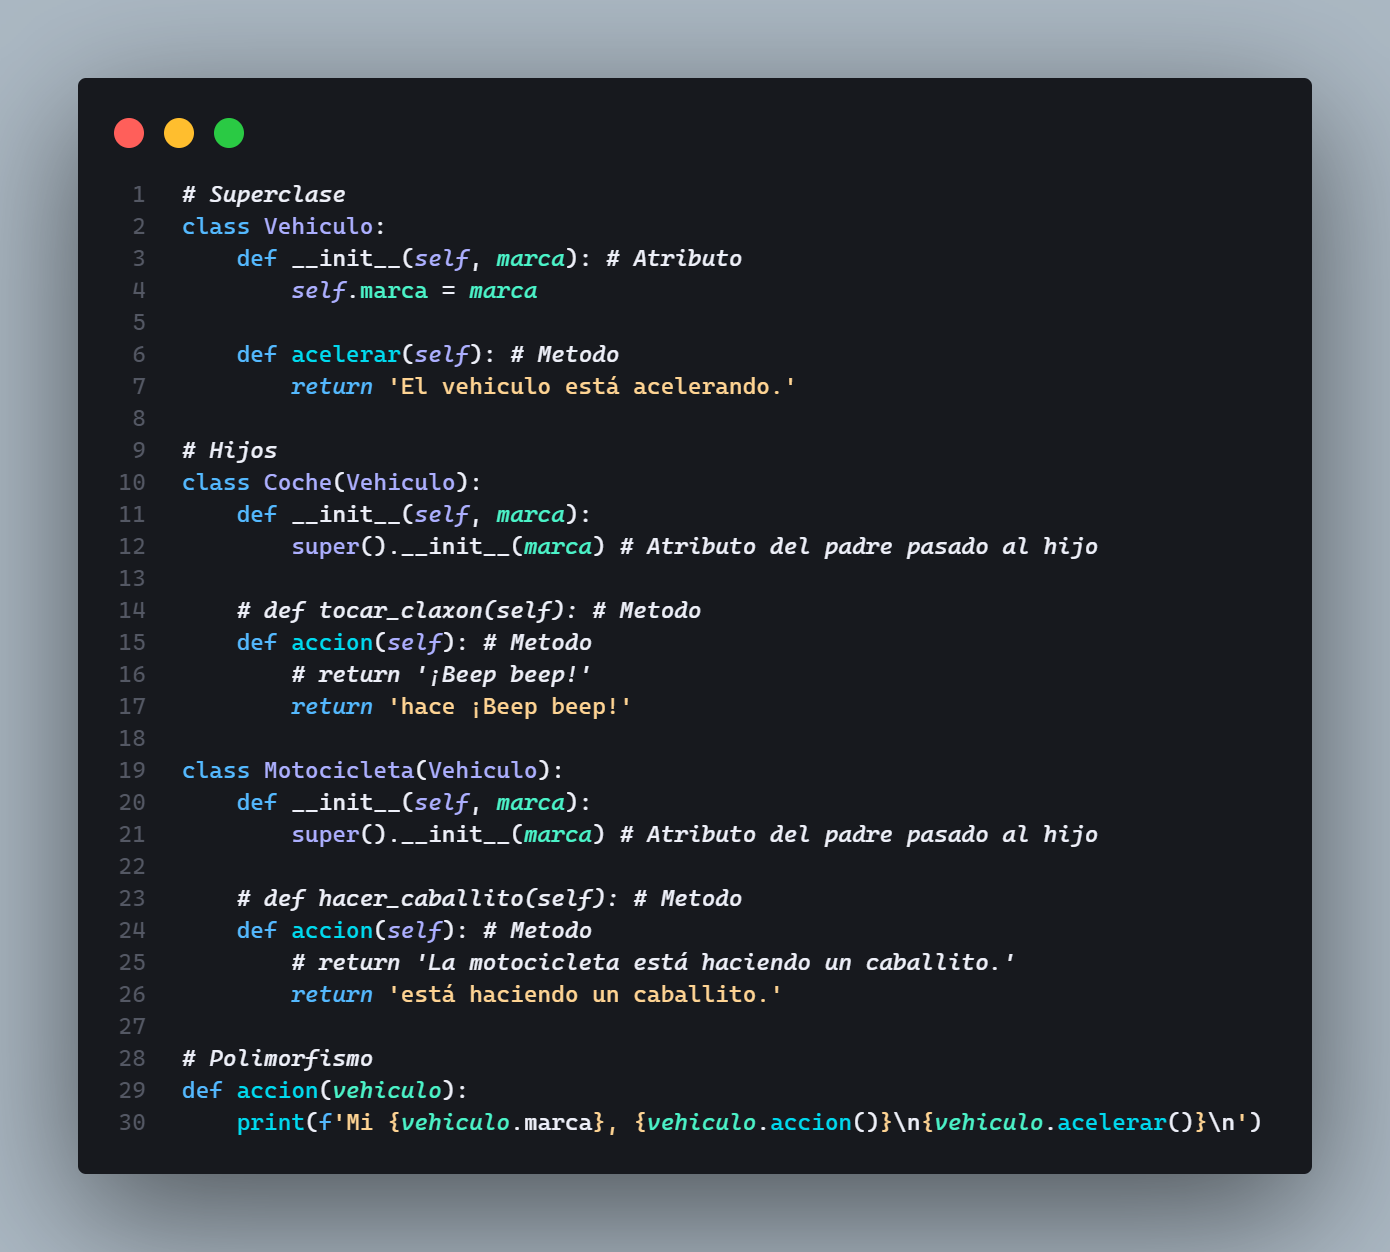 1 # Superclase
2 class Vehiculo:
3     def __init__(self, marca): # Atributo
4         self.marca = marca
5
6     def acelerar(self): # Metodo
7         return 'El vehiculo está acelerando.'
8
9 # Hijos
10 class Coche(Vehiculo):
11     def __init__(self, marca):
12         super().__init__(marca) # Atributo del padre pasado al hijo
13
14     # def tocar_claxon(self): # Metodo
15     def accion(self): # Metodo
16         # return '¡Beep beep!'
17         return 'hace ¡Beep beep!'
18
19 class Motocicleta(Vehiculo):
20     def __init__(self, marca):
21         super().__init__(marca) # Atributo del padre pasado al hijo
22
23     # def hacer_caballito(self): # Metodo
24     def accion(self): # Metodo
25         # return 'La motocicleta está haciendo un caballito.'
26         return 'está haciendo un caballito.'
27
28 # Polimorfismo
29 def accion(vehiculo):
30     print(f'Mi {vehiculo.marca}, {vehiculo.accion()}\n{vehiculo.acelerar()}\n')